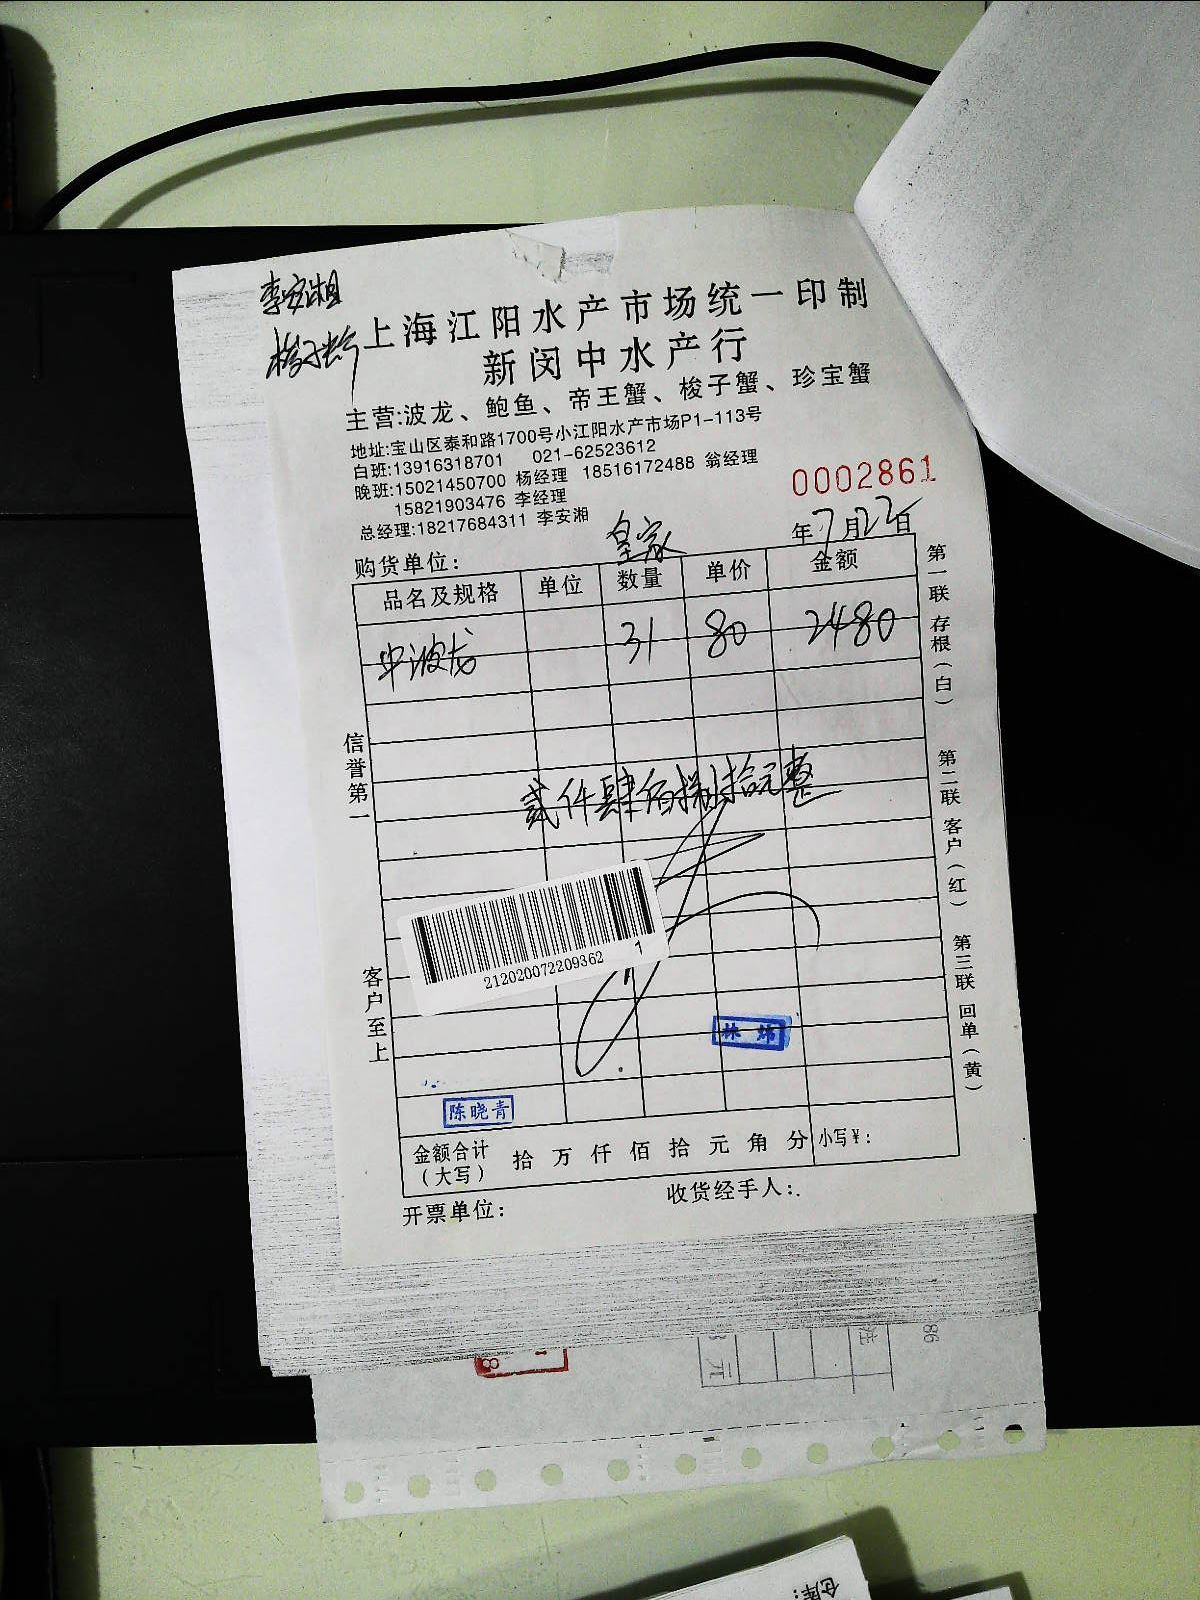 李安湘
上海江阳水产市场统一印制
新闵中水产行
主营:波龙、鲍鱼、帝王蟹、梭子蟹、珍宝蟹
地址:宝山区泰和路1700号小江阳水产市场P1-113号
白班:13916318701 021-62523612
晚班:15021450700 杨经理 18516172488 翁经理
15821903476 李经理
总经理:18217684311 李安湘
0002861
购货单位: 皇家
年7月22日
品名及规格 单位 数量 单价 金额
中波龙 31 80 2480
贰仟肆佰捌拾元整
信誉第一
客户至上
212020072209362 1
林炜
陈晓青
金额合计
(大写) 拾 万 仟 佰 拾 元 角 分 小写¥:
开票单位: 收货经手人:
第一联 存根(白)
第二联 客户(红)
第三联 回单(黄)
元
98
仓库: